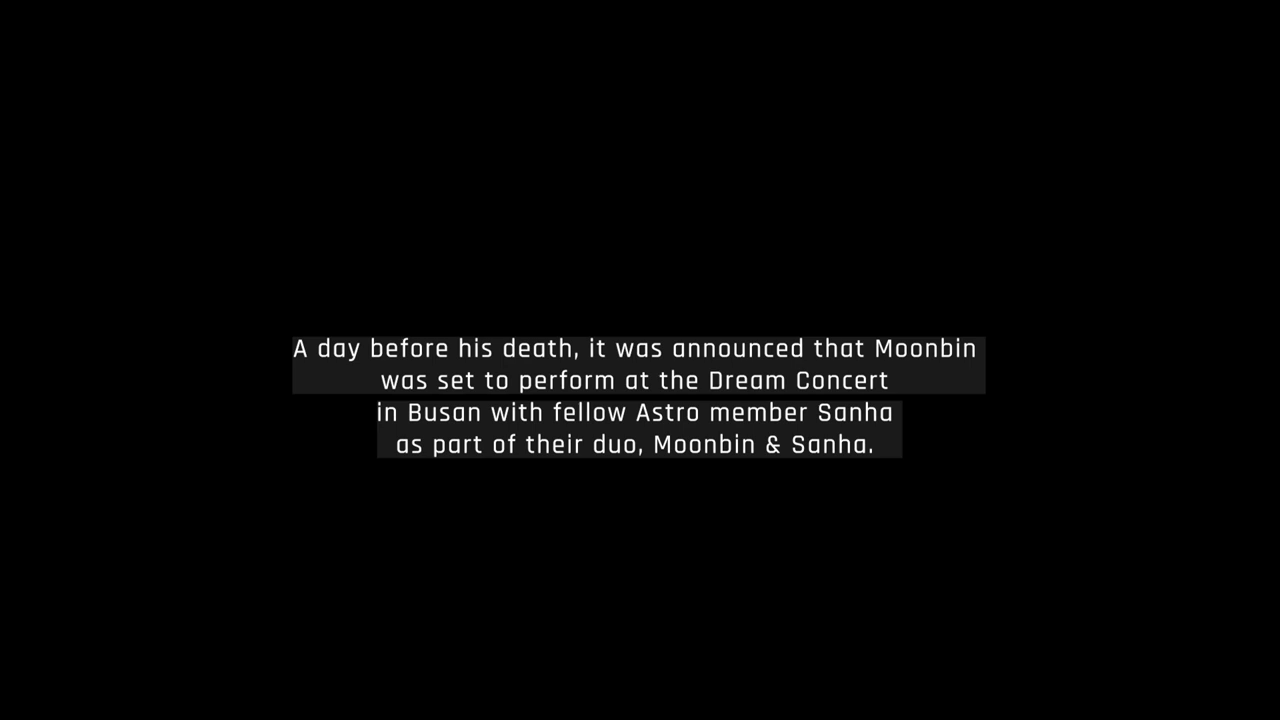 A day before his death, it was announced that Moonbin
was set to perform at the Dream Concert
in Busan with fellow Astro member Sanha
as part of their duo, Moonbin & Sanha.